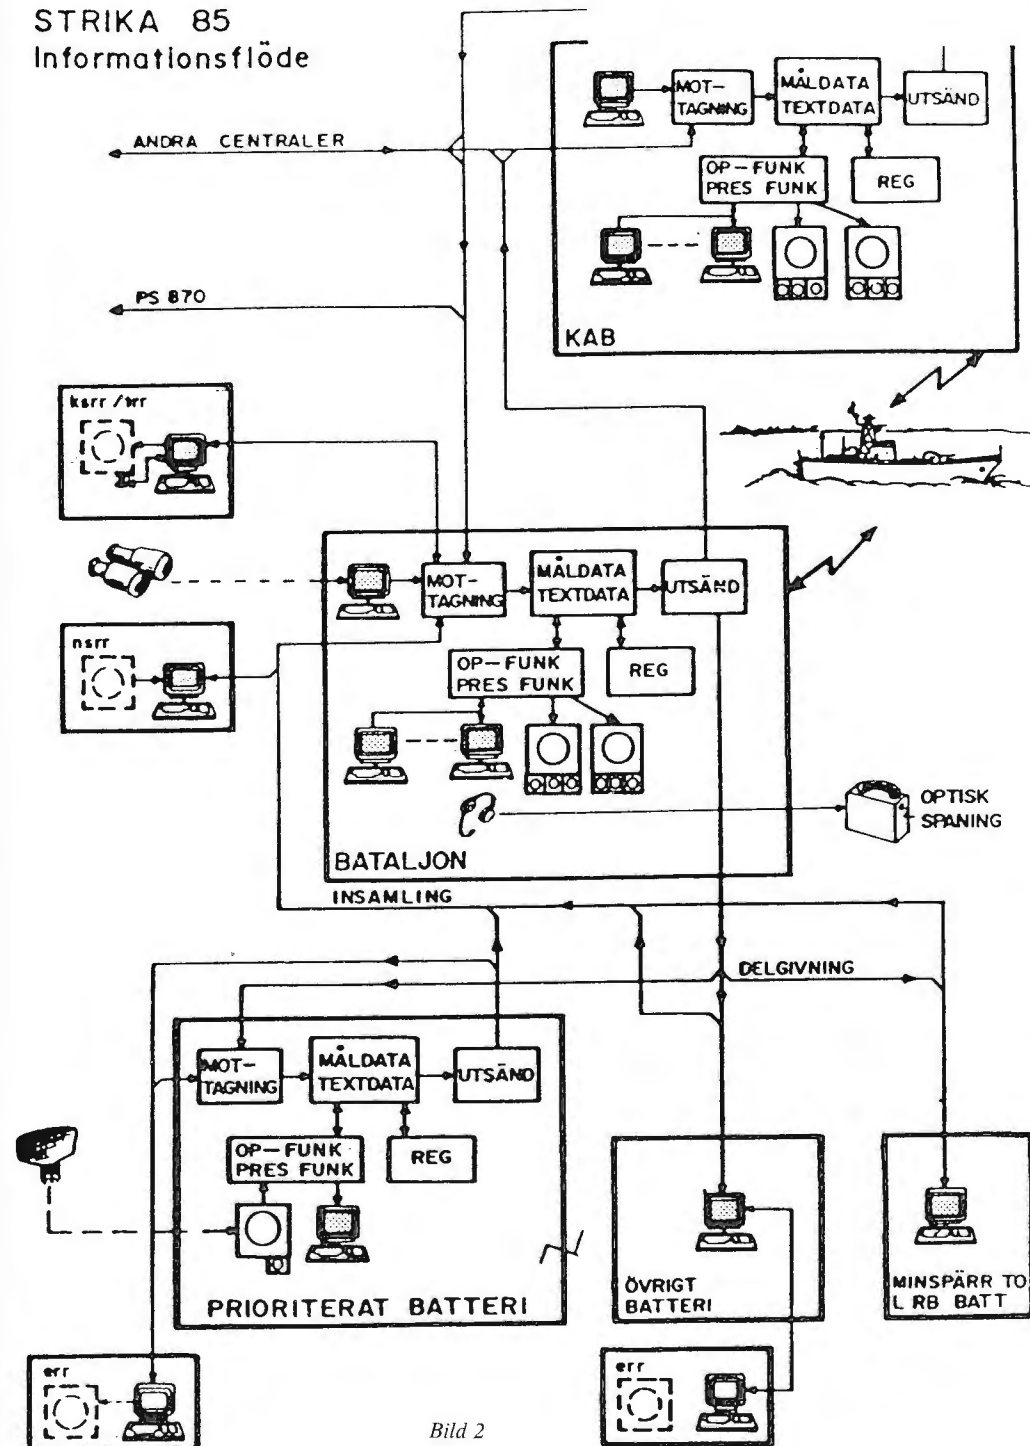 STRIKA 85
Informationsflöde
MOT-
TAGNING
MÅLDATA
TEXTDATA
UTSÄND
ANDRA CENTRALER
OP-FUNK
PRES FUNK
REG
PS 870
KAB
ksrr/trr
MOT-
TAGNING
MÅLDATA
TEXTDATA
UTSÄND
nsrr
OP-FUNK
PRES FUNK
REG
OPTISK
SPANING
BATALJON
INSAMLING
DELGIVNING
MOT-
TAGNING
MÅLDATA
TEXTDATA
UTSÄND
OP-FUNK
PRES FUNK
REG
ÖVRIGT
BATTERI
MINSPÄRR TO
L RB BATT
PRIORITERAT BATTERI
err
err
Bild 2